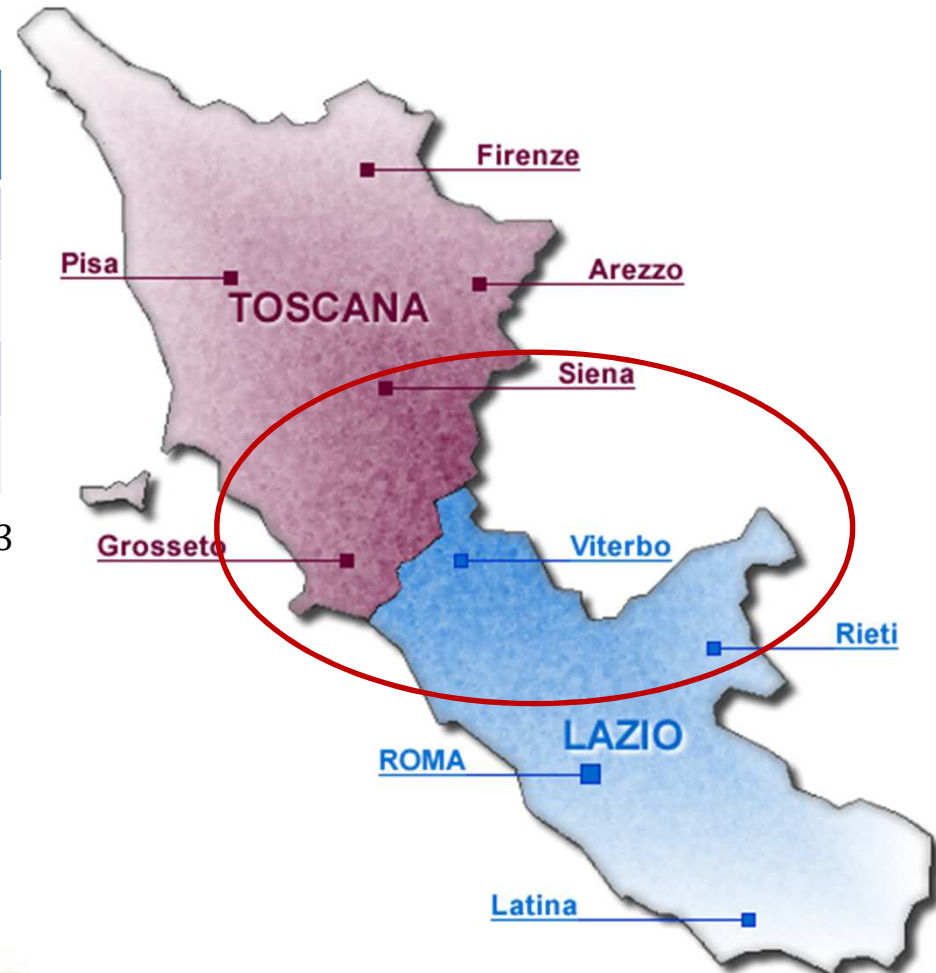 Firenze
Pisa
Arezzo
TOSCANA
Siena
3
Grosseto
Viterbo
Rieti
LAZIO
ROMA
Latina